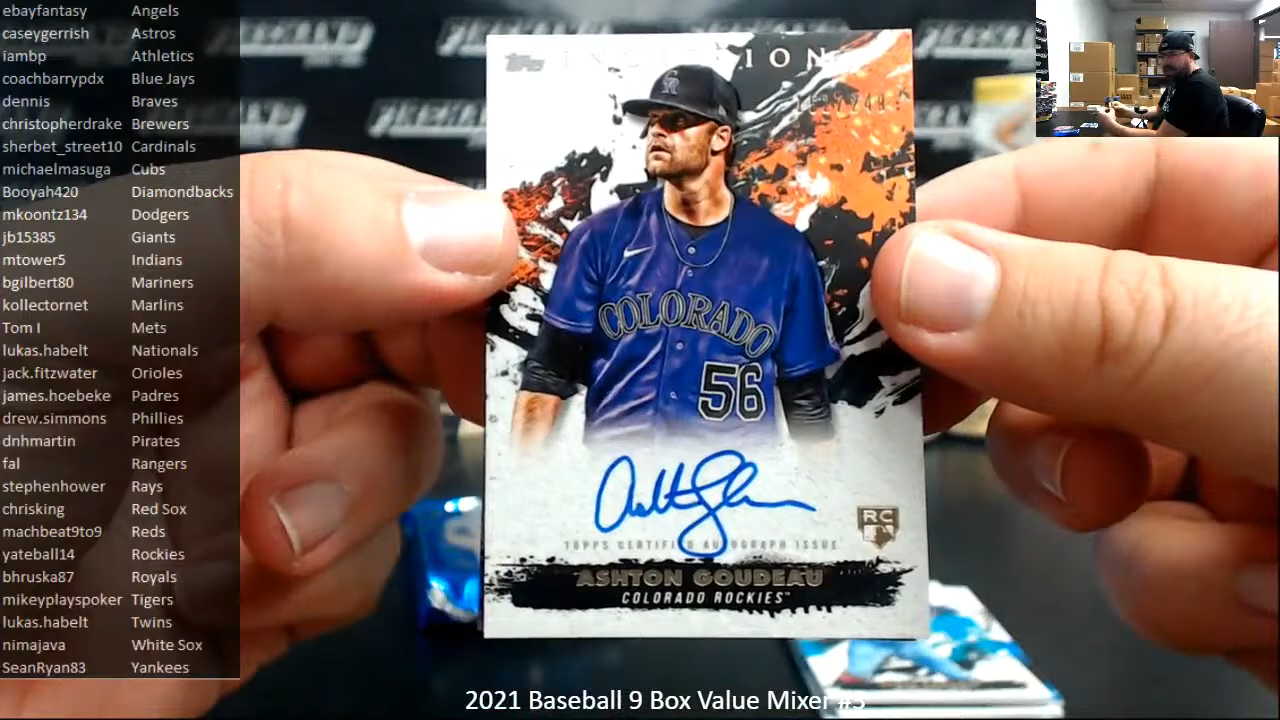 ebayfantasy Angels
caseygerrish Astros
iambp Athletics
coachbarrypdx Blue Jays
dennis Braves
christopherdrake Brewers
sherbet_street10 Cardinals
michaelmasuga Cubs
Booyah420 Diamondbacks
mkoontz134 Dodgers
jb15385 Giants
mtower5 Indians
bgilbert80 Mariners
kollectornet Marlins
Tom I Mets
lukas.habelt Nationals
jack.fitzwater Orioles
james.hoebeke Padres
drew.simmons Phillies
dnhmartin Pirates
fal Rangers
stephenhower Rays
chrisking Red Sox
machbeat9to9 Reds
yateball14 Rockies
bhruska87 Royals
mikeyplayspoker Tigers
lukas.habelt Twins
nimajava White Sox
SeanRyan83 Yankees
Topps
CR
COLORADO
56
RC
TOPPS CERTIFIED AUTOGRAPH ISSUE
ASHTON GOUDEAU
COLORADO ROCKIES™
2021 Baseball 9 Box Value Mixer #3